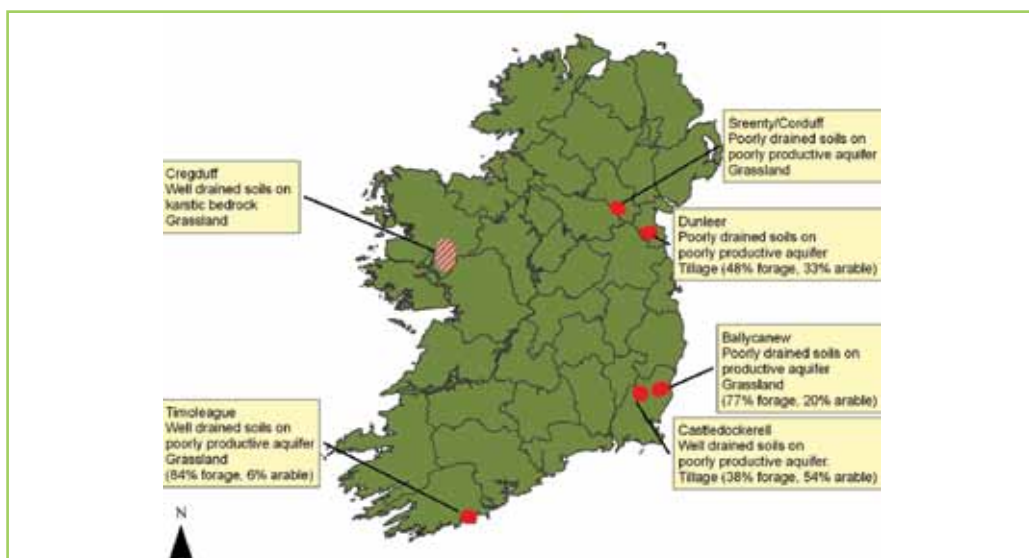 Sreenty/Corduff
Poorly drained soils on
poorly productive aquifer
Grassland
Cregduff
Well drained soils on
karstic bedrock
Grassland
Dunleer
Poorly drained soils on
poorly productive aquifer
Tillage (48% forage, 33% arable)
Ballycanew
Poorly drained soils on
productive aquifer
Grassland
(77% forage, 20% arable)
Timoleague
Well drained soils on
poorly productive aquifer
Grassland
(84% forage, 6% arable)
Castledockerell
Well drained soils on
poorly productive aquifer.
Tillage (38% forage, 54% arable)
N